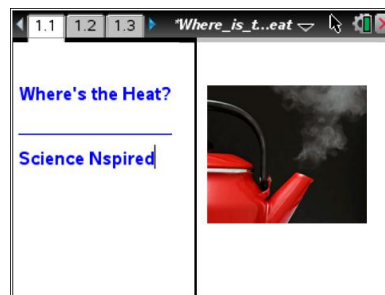 1.1 1.2 1.3 *Where_is_t...eat
Where's the Heat?
Science Nspired